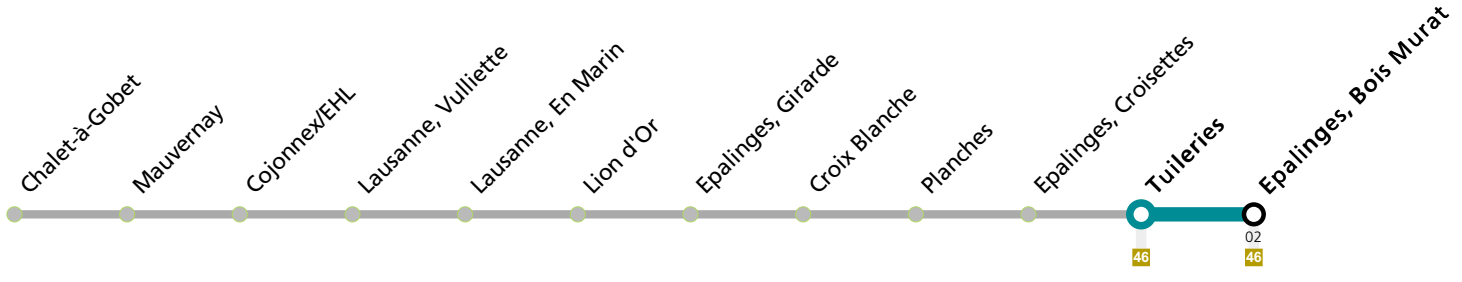 Chalet-à-Gobet
Mauvernay
Cojonnex/EHL
Lausanne, Vulliette
Lausanne, En Marin
Lion d'Or
Epalinges, Girarde
Croix Blanche
Planches
Epalinges, Croisettes
Tuileries
Epalinges, Bois Murat
02
46
46